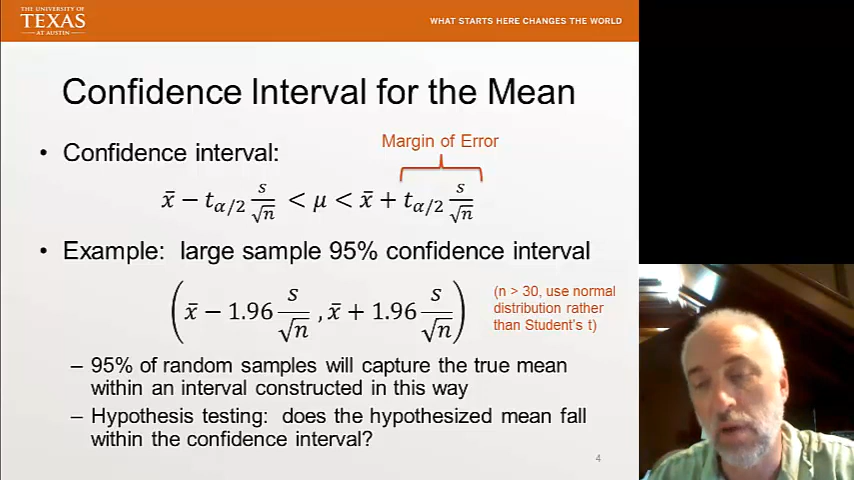 THE UNIVERSITY OF
TEXAS
AT AUSTIN
WHAT STARTS HERE CHANGES THE WORLD
Confidence Interval for the Mean
Margin of Error
• Confidence interval:
x̄ − t_{α/2} s/√n < μ < x̄ + t_{α/2} s/√n
• Example: large sample 95% confidence interval
(x̄ − 1.96 s/√n , x̄ + 1.96 s/√n)
(n > 30, use normal
distribution rather
than Student's t)
– 95% of random samples will capture the true mean
within an interval constructed in this way
– Hypothesis testing: does the hypothesized mean fall
within the confidence interval?
4